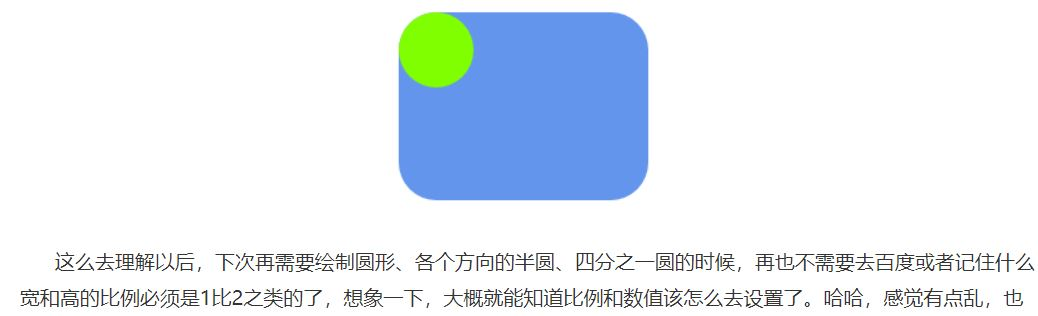 这么去理解以后，下次再需要绘制圆形、各个方向的半圆、四分之一圆的时候，再也不需要去百度或者记住什么
宽和高的比例必须是1比2之类的了，想象一下，大概就能知道比例和数值该怎么去设置了。哈哈，感觉有点乱，也